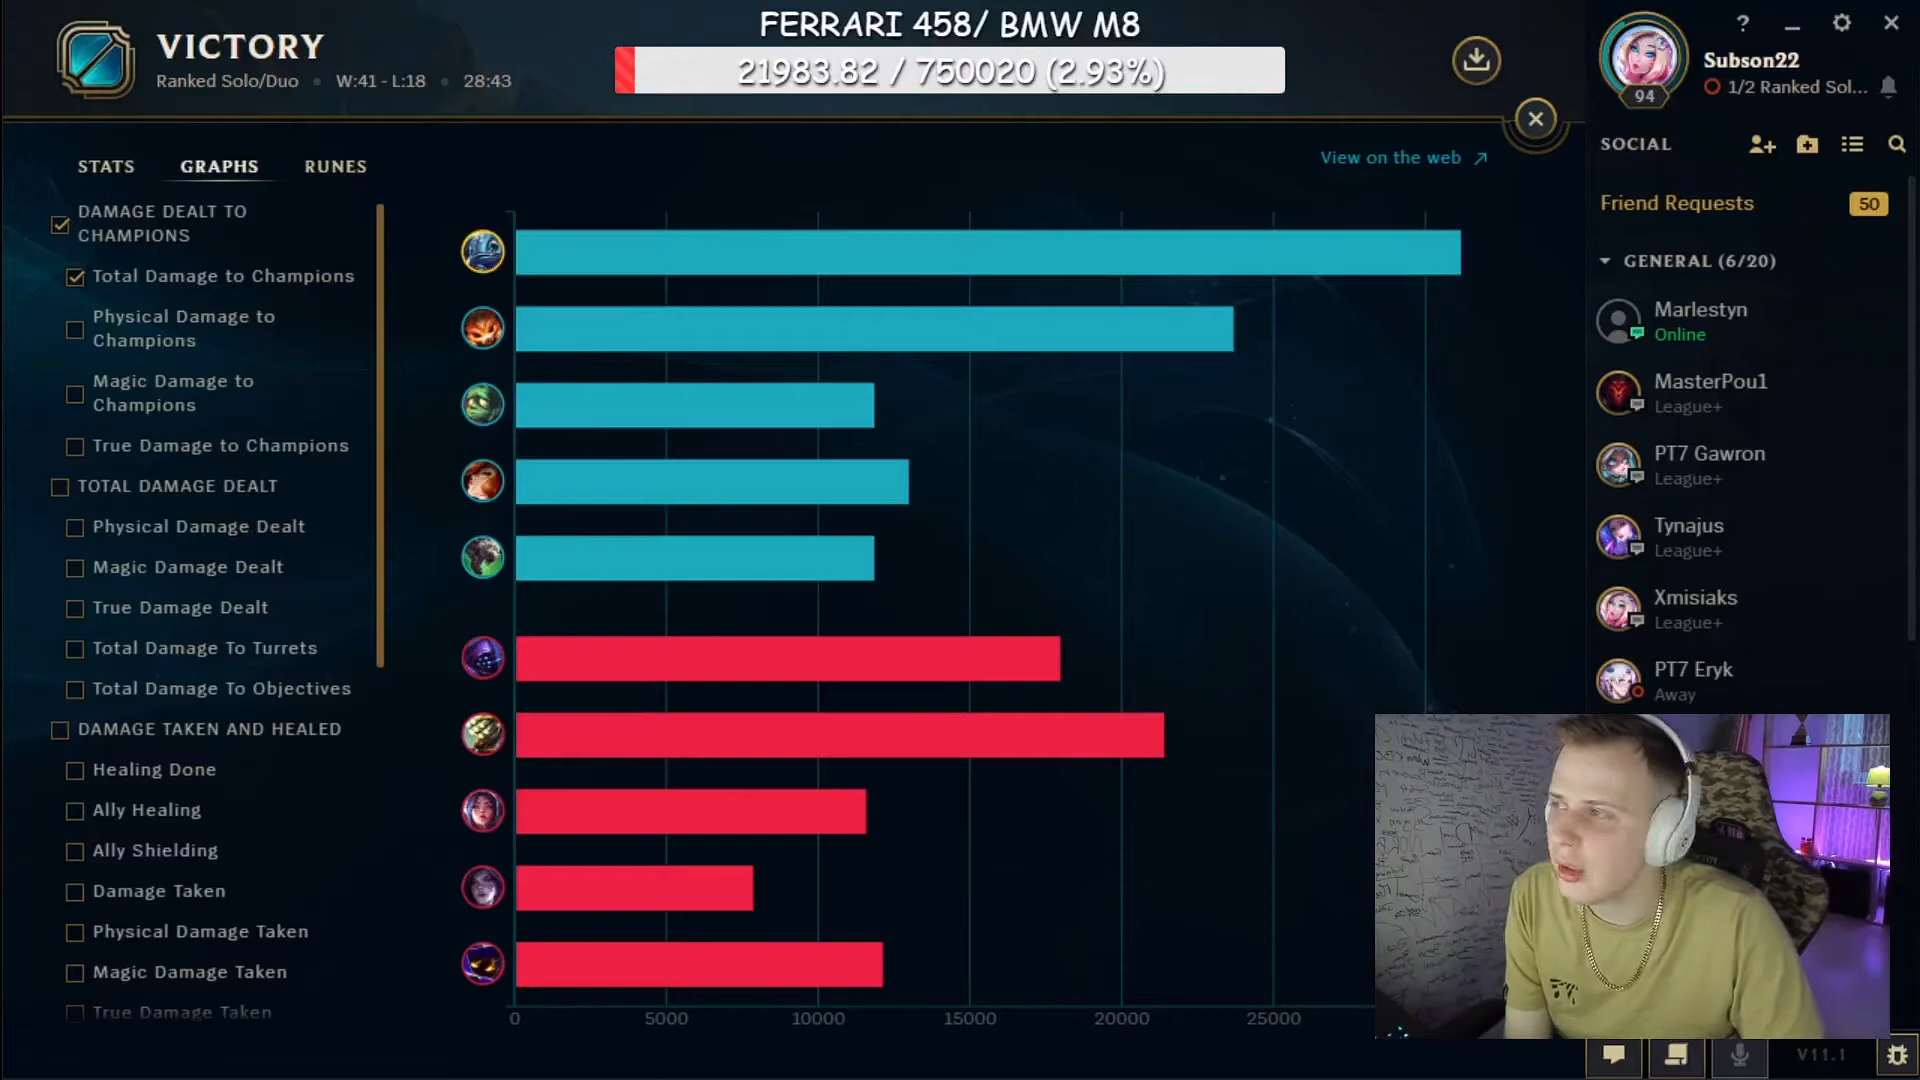 FERRARI 458/ BMW M8
21983.82 / 750020 (2.93%)
VICTORY
Ranked Solo/Duo • W:41 - L:18 • 28:43
94
Subson22
1/2 Ranked Sol...
STATS
GRAPHS
RUNES
View on the web
DAMAGE DEALT TO
CHAMPIONS
Total Damage to Champions
Physical Damage to
Champions
Magic Damage to
Champions
True Damage to Champions
TOTAL DAMAGE DEALT
Physical Damage Dealt
Magic Damage Dealt
True Damage Dealt
Total Damage To Turrets
Total Damage To Objectives
DAMAGE TAKEN AND HEALED
Healing Done
Ally Healing
Ally Shielding
Damage Taken
Physical Damage Taken
Magic Damage Taken
True Damage Taken
0 5000 10000 15000 20000 25000
SOCIAL
Friend Requests 50
GENERAL (6/20)
Marlestyn
Online
MasterPou1
League+
PT7 Gawron
League+
Tynajus
League+
Xmisiaks
League+
PT7 Eryk
Away
V11.1